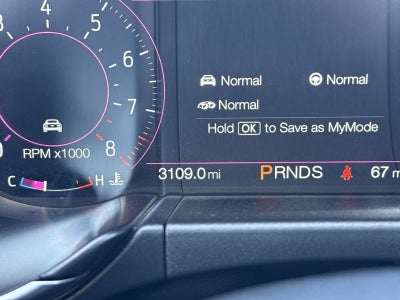 4
5
6
7
8
RPM x1000
C H
Normal Normal
Normal
Hold OK to Save as MyMode
3109.0 mi PRNDS 67 m